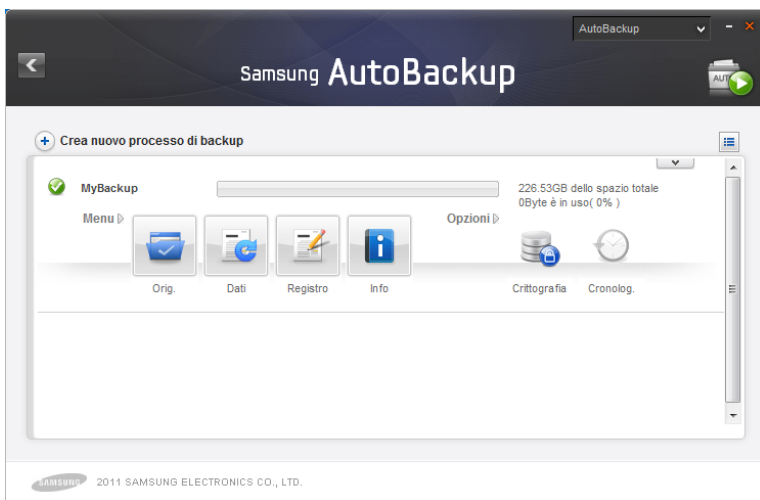 AutoBackup
samsung AutoBackup
AUT
Crea nuovo processo di backup
MyBackup
226.53GB dello spazio totale
0Byte è in uso( 0% )
Menu
Opzioni
Orig.
Dati
Registro
Info
Crittografia
Cronolog.
SAMSUNG
2011 SAMSUNG ELECTRONICS CO., LTD.